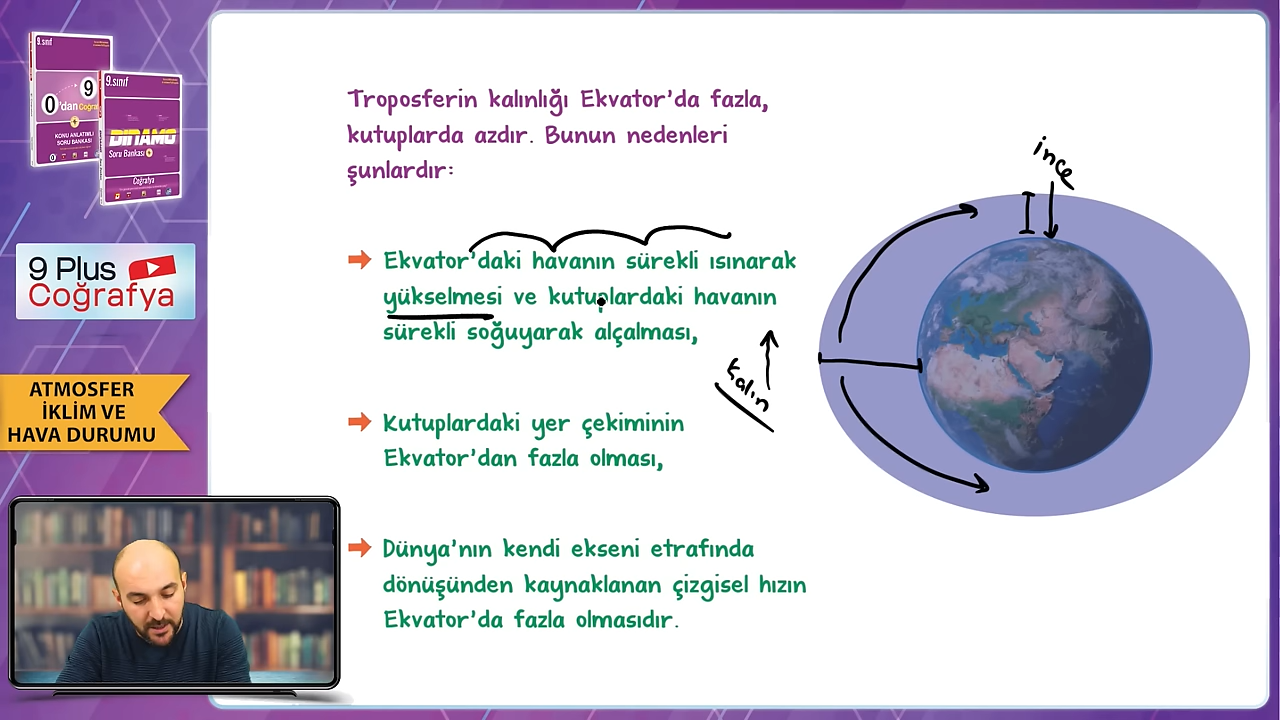 9.sınıf
0'dan 9
Coğrafya
KONU ANLATIMLI
SORU BANKASI
9.sınıf
DİNAMO
Soru Bankası
Coğrafya
9 Plus
Coğrafya
ATMOSFER
İKLİM VE
HAVA DURUMU
Troposferin kalınlığı Ekvator'da fazla,
kutuplarda azdır. Bunun nedenleri
şunlardır:
Ekvator'daki havanın sürekli ısınarak
yükselmesi ve kutuplardaki havanın
sürekli soğuyarak alçalması,
Kutuplardaki yer çekiminin
Ekvator'dan fazla olması,
Dünya'nın kendi ekseni etrafında
dönüşünden kaynaklanan çizgisel hızın
Ekvator'da fazla olmasıdır.
ince
kalın